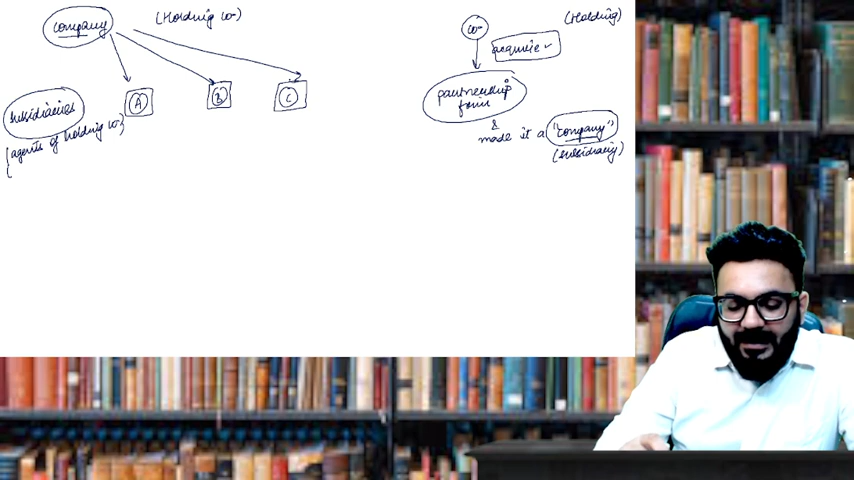 company
(Holding co)
A
B
C
subsidiaries
(agents of holding co)
co
(Holding)
acquire
partnership
firm
&
made it a "company"
(subsidiary)